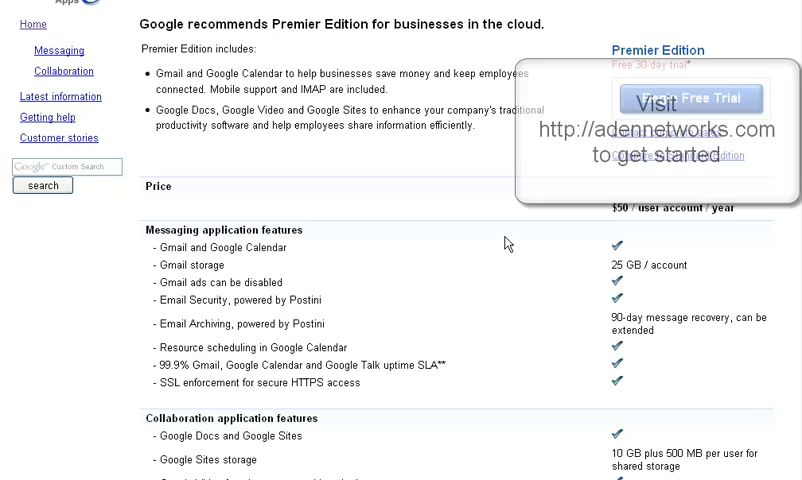 Apps
Home
Messaging
Collaboration
Latest information
Getting help
Customer stories
Google™ Custom Search
search
Google recommends Premier Edition for businesses in the cloud.
Premier Edition includes:
• Gmail and Google Calendar to help businesses save money and keep employees
connected. Mobile support and IMAP are included.
• Google Docs, Google Video and Google Sites to enhance your company's traditional
productivity software and help employees share information efficiently.
Premier Edition
Free 30-day trial*
Begin Free Trial
Visit
http://ademetworks.com
to get started
Edition
Price
$50 / user account / year
Messaging application features
- Gmail and Google Calendar
- Gmail storage 25 GB / account
- Gmail ads can be disabled
- Email Security, powered by Postini
- Email Archiving, powered by Postini 90-day message recovery, can be
extended
- Resource scheduling in Google Calendar
- 99.9% Gmail, Google Calendar and Google Talk uptime SLA**
- SSL enforcement for secure HTTPS access
Collaboration application features
- Google Docs and Google Sites
- Google Sites storage 10 GB plus 500 MB per user for
shared storage